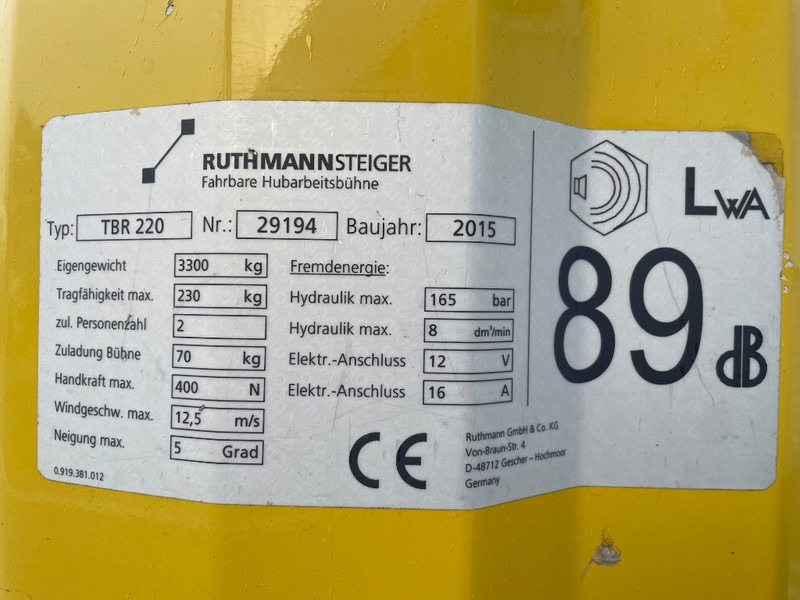 RUTHMANNSTEIGER
Fahrbare Hubarbeitsbühne
Typ: TBR 220 Nr.: 29194 Baujahr: 2015
Eigengewicht 3300 kg
Tragfähigkeit max. 230 kg
zul. Personenzahl 2
Zuladung Bühne 70 kg
Handkraft max. 400 N
Windgeschw. max. 12,5 m/s
Neigung max. 5 Grad
0.919.381.012
Fremdenergie:
Hydraulik max. 165 bar
Hydraulik max. 8 dm³/min
Elektr.-Anschluss 12 V
Elektr.-Anschluss 16 A
CE
Ruthmann GmbH & Co. KG
Von-Braun-Str. 4
D-48712 Gescher – Hochmoor
Germany
LWA
89 dB